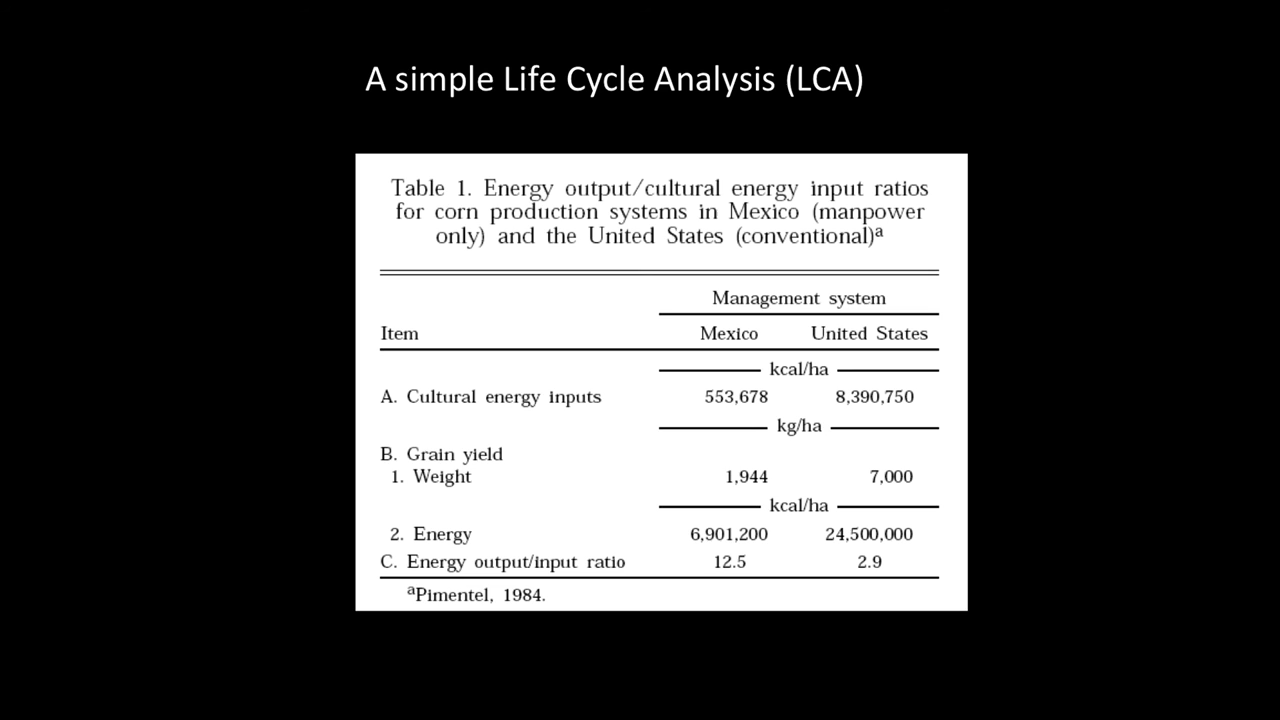 A simple Life Cycle Analysis (LCA)
Table 1. Energy output/cultural energy input ratios
for corn production systems in Mexico (manpower
only) and the United States (conventional)a
Management system
Item Mexico United States
kcal/ha
A. Cultural energy inputs 553,678 8,390,750
kg/ha
B. Grain yield
1. Weight 1,944 7,000
kcal/ha
2. Energy 6,901,200 24,500,000
C. Energy output/input ratio 12.5 2.9
aPimentel, 1984.